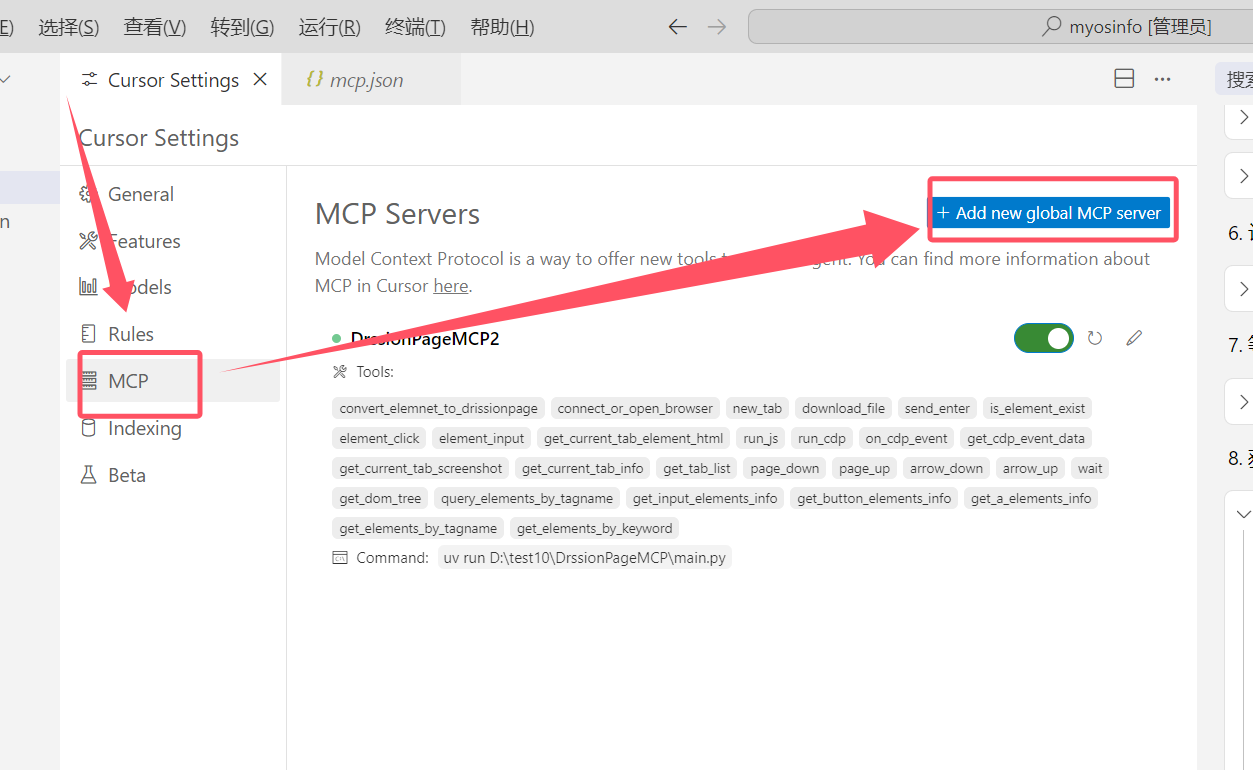 E) 选择(S) 查看(V) 转到(G) 运行(R) 终端(T) 帮助(H) myosinfo [管理员]
Cursor Settings
{} mcp.json
搜索
Cursor Settings
General
Features
Models
Rules
MCP
Indexing
Beta
n
MCP Servers
+ Add new global MCP server
Model Context Protocol is a way to offer new tools to agent. You can find more information about
MCP in Cursor here.
DrssionPageMCP2
Tools:
convert_elemnet_to_drissionpage connect_or_open_browser new_tab download_file send_enter is_element_exist
element_click element_input get_current_tab_element_html run_js run_cdp on_cdp_event get_cdp_event_data
get_current_tab_screenshot get_current_tab_info get_tab_list page_down page_up arrow_down arrow_up wait
get_dom_tree query_elements_by_tagname get_input_elements_info get_button_elements_info get_a_elements_info
get_elements_by_tagname get_elements_by_keyword
Command: uv run D:\test10\DrssionPageMCP\main.py
6.
7.
8.